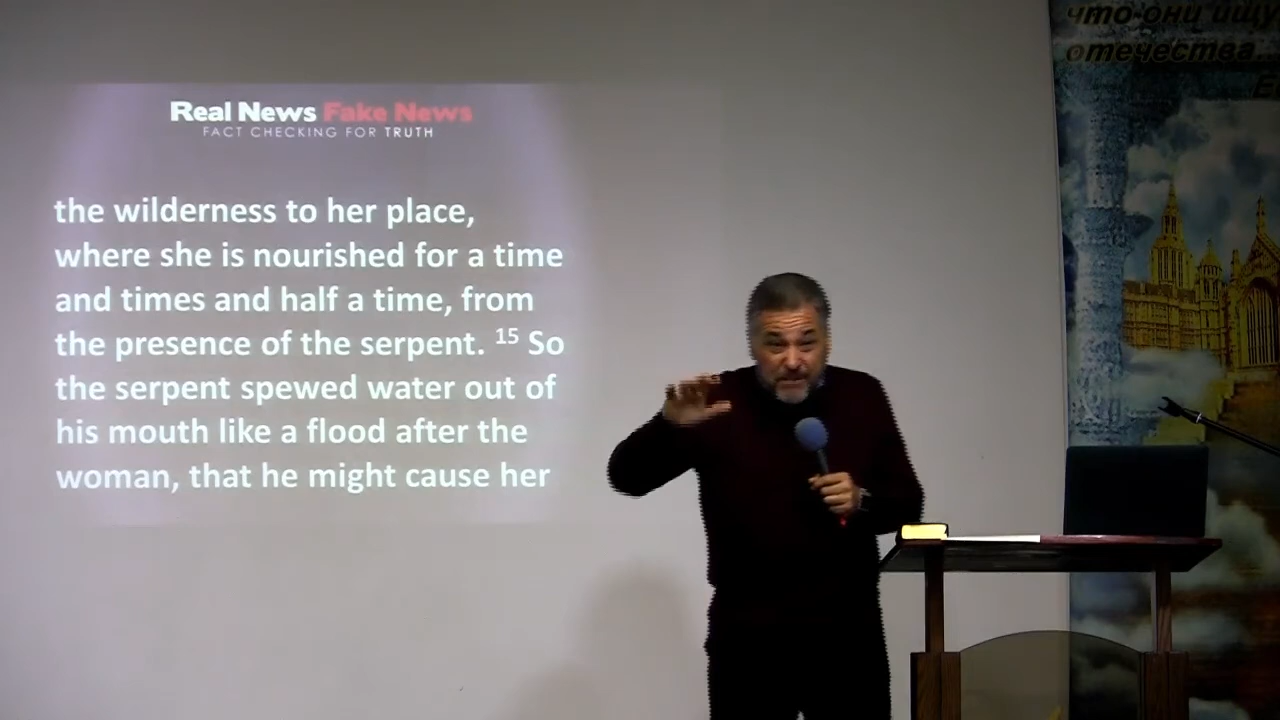 Real News Fake News
FACT CHECKING FOR TRUTH
the wilderness to her place,
where she is nourished for a time
and times and half a time, from
the presence of the serpent. 15 So
the serpent spewed water out of
his mouth like a flood after the
woman, that he might cause her
что они ищу
отечества...
Е